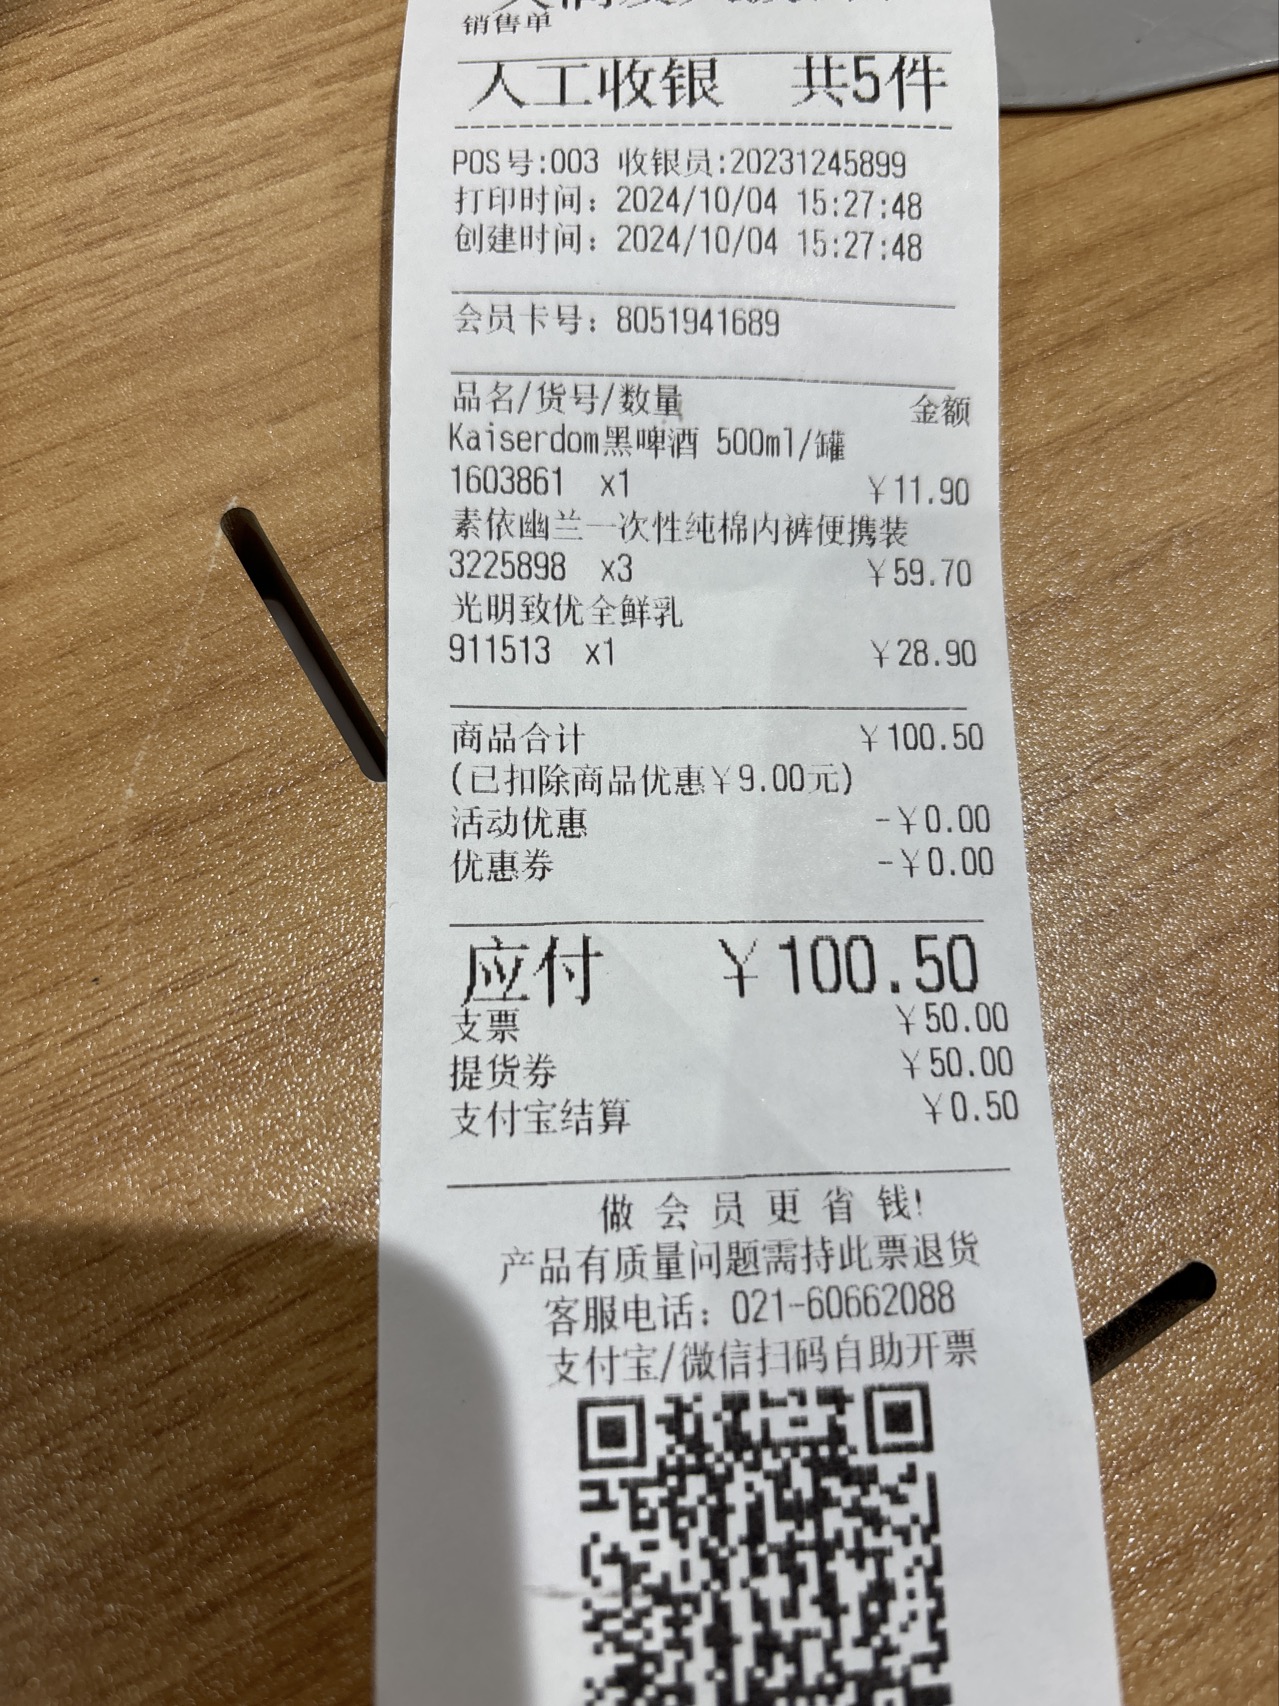 销售单
人工收银 共5件
POS号:003 收银员:20231245899
打印时间：2024/10/04 15:27:48
创建时间：2024/10/04 15:27:48
会员卡号：8051941689
品名/货号/数量 金额
Kaiserdom黑啤酒 500ml/罐
1603861 x1 ￥11.90
素依幽兰一次性纯棉内裤便携装
3225898 x3 ￥59.70
光明致优全鲜乳
911513 x1 ￥28.90
商品合计 ￥100.50
(已扣除商品优惠￥9.00元)
活动优惠 -￥0.00
优惠券 -￥0.00
应付 ￥100.50
支票 ￥50.00
提货券 ￥50.00
支付宝结算 ￥0.50
做会员更省钱!
产品有质量问题需持此票退货
客服电话：021-60662088
支付宝/微信扫码自助开票